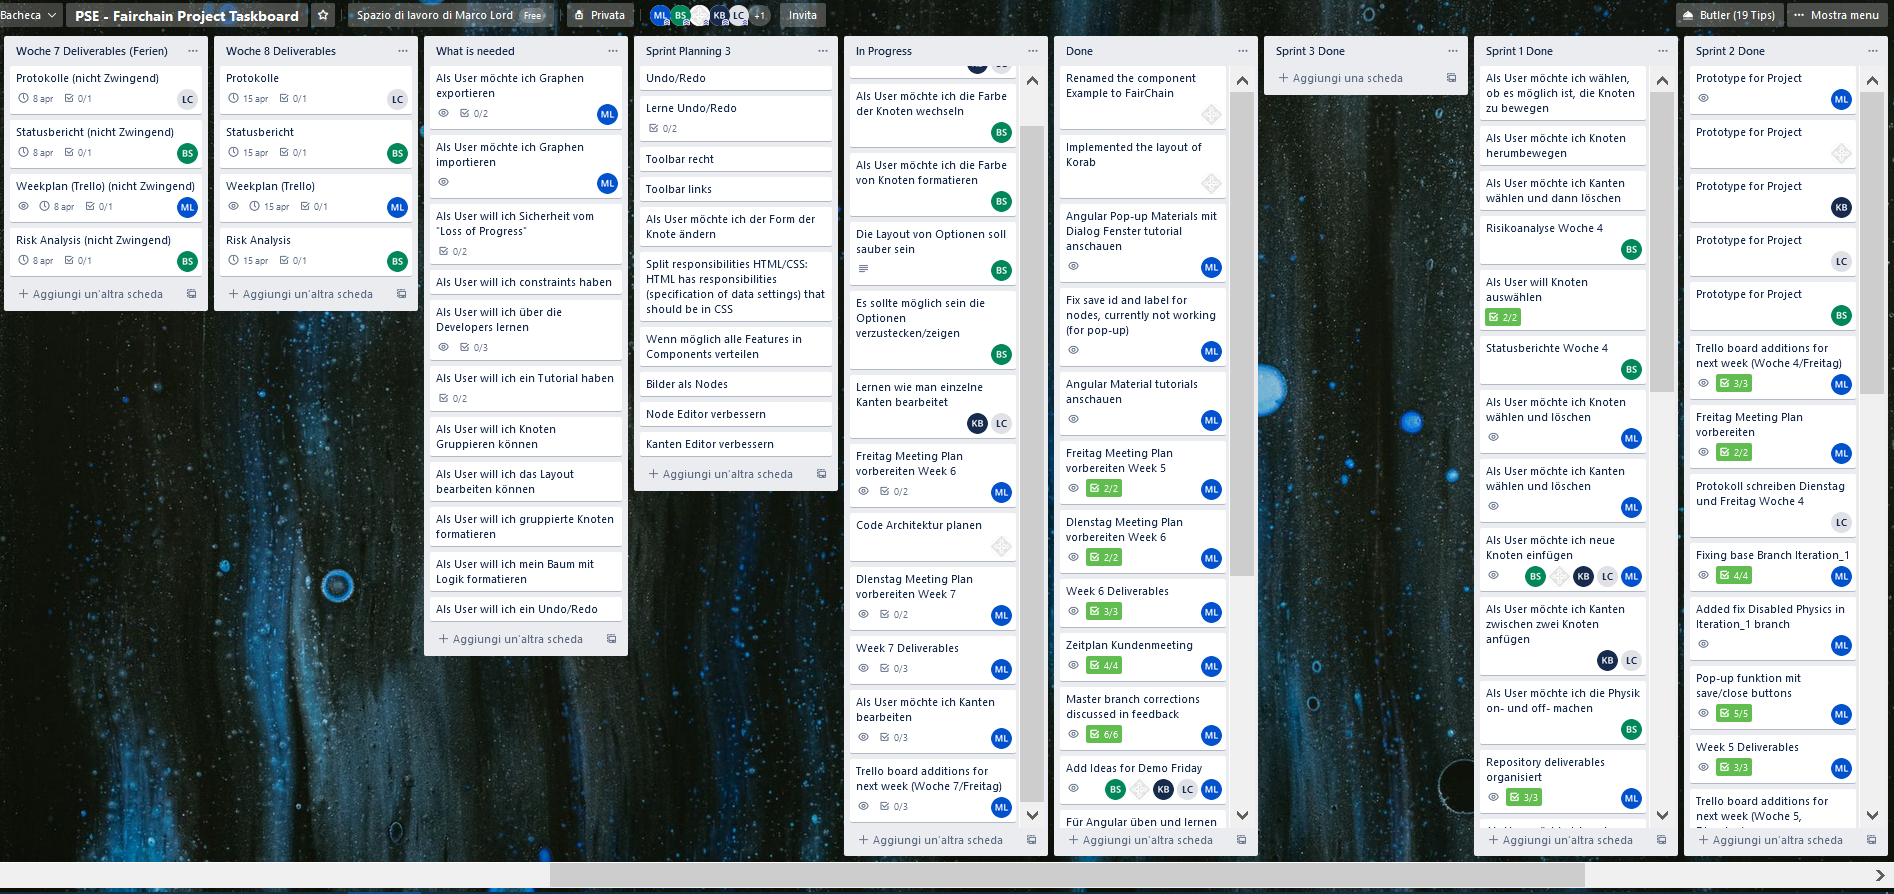 Bacheca
PSE - Fairchain Project Taskboard
Spazio di lavoro di Marco Lord Free
Privata
ML BS KB LC +1
Invita
Butler (19 Tips)
Mostra menu
Woche 7 Deliverables (Ferien)
Protokolle (nicht Zwingend)
8 apr 0/1 LC
Statusbericht (nicht Zwingend)
8 apr 0/1 BS
Weekplan (Trello) (nicht Zwingend)
8 apr 0/1 ML
Risk Analysis (nicht Zwingend)
8 apr 0/1 BS
+ Aggiungi un'altra scheda
Woche 8 Deliverables
Protokolle
15 apr 0/1 LC
Statusbericht
15 apr 0/1 BS
Weekplan (Trello)
15 apr 0/1 ML
Risk Analysis
15 apr 0/1 BS
+ Aggiungi un'altra scheda
What is needed
Als User möchte ich Graphen
exportieren
0/2 ML
Als User möchte ich Graphen
importieren
ML
Als User will ich Sicherheit vom
"Loss of Progress"
0/2
Als User will ich constraints haben
Als User will ich über die
Developers lernen
0/3
Als User will ich ein Tutorial haben
0/2
Als User will ich Knoten
Gruppieren können
Als User will ich das Layout
bearbeiten können
Als User will ich gruppierte Knoten
formatieren
Als User will ich mein Baum mit
Logik formatieren
Als User will ich ein Undo/Redo
+ Aggiungi un'altra scheda
Sprint Planning 3
Undo/Redo
Lerne Undo/Redo
0/2
Toolbar recht
Toolbar links
Als User möchte ich der Form der
Knote ändern
Split responsibilities HTML/CSS:
HTML has responsibilities
(specification of data settings) that
should be in CSS
Wenn möglich alle Features in
Components verteilen
Bilder als Nodes
Node Editor verbessern
Kanten Editor verbessern
+ Aggiungi un'altra scheda
In Progress
KB LC
Als User möchte ich die Farbe
der Knoten wechseln
BS
Als User möchte ich die Farbe
von Knoten formatieren
BS
Die Layout von Optionen soll
sauber sein
BS
Es sollte möglich sein die
Optionen
verzustecken/zeigen
BS
Lernen wie man einzelne
Kanten bearbeitet
KB LC
Freitag Meeting Plan
vorbereiten Week 6
0/2 ML
Code Architektur planen
DIenstag Meeting Plan
vorbereiten Week 7
0/2 ML
Week 7 Deliverables
0/3 ML
Als User möchte ich Kanten
bearbeiten
0/3 ML
Trello board additions for
next week (Woche 7/Freitag)
0/3 ML
+ Aggiungi un'altra scheda
Done
Renamed the component
Example to FairChain
Implemented the layout of
Korab
Angular Pop-up Materials mit
Dialog Fenster tutorial
anschauen
ML
Fix save id and label for
nodes, currently not working
(for pop-up)
ML
Angular Material tutorials
anschauen
ML
Freitag Meeting Plan
vorbereiten Week 5
2/2 ML
DIenstag Meeting Plan
vorbereiten Week 6
2/2 ML
Week 6 Deliverables
3/3 ML
Zeitplan Kundenmeeting
4/4 ML
Master branch corrections
discussed in feedback
6/6 ML
Add Ideas for Demo Friday
BS KB LC ML
Für Angular üben und lernen
+ Aggiungi un'altra scheda
Sprint 3 Done
+ Aggiungi una scheda
Sprint 1 Done
Als User möchte ich wählen,
ob es möglich ist, die Knoten
zu bewegen
Als User möchte ich Knoten
herumbewegen
Als User möchte ich Kanten
wählen und dann löschen
Risikoanalyse Woche 4
BS
Als User will Knoten
auswählen
2/2
Statusberichte Woche 4
BS
Als User möchte ich Knoten
wählen und löschen
ML
Als User möchte ich Kanten
wählen und löschen
ML
Als User möchte ich neue
Knoten einfügen
BS KB LC ML
Als User möchte ich Kanten
zwischen zwei Knoten
anfügen
KB LC
Als User möchte ich die Physik
on- und off- machen
BS
Repository deliverables
organisiert
3/3 ML
+ Aggiungi un'altra scheda
Sprint 2 Done
Prototype for Project
ML
Prototype for Project
Prototype for Project
KB
Prototype for Project
LC
Prototype for Project
BS
Trello board additions for
next week (Woche 4/Freitag)
3/3 ML
Freitag Meeting Plan
vorbereiten
2/2 ML
Protokoll schreiben Dienstag
und Freitag Woche 4
LC
Fixing base Branch Iteration_1
4/4 ML
Added fix Disabled Physics in
Iteration_1 branch
ML
Pop-up funktion mit
save/close buttons
5/5 ML
Week 5 Deliverables
3/3 ML
Trello board additions for
next week (Woche 5,
+ Aggiungi un'altra scheda